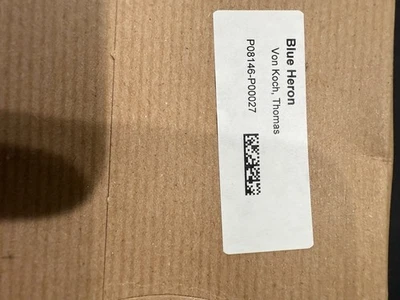 Blue Heron
Von Koch, Thomas
P08146-P00027